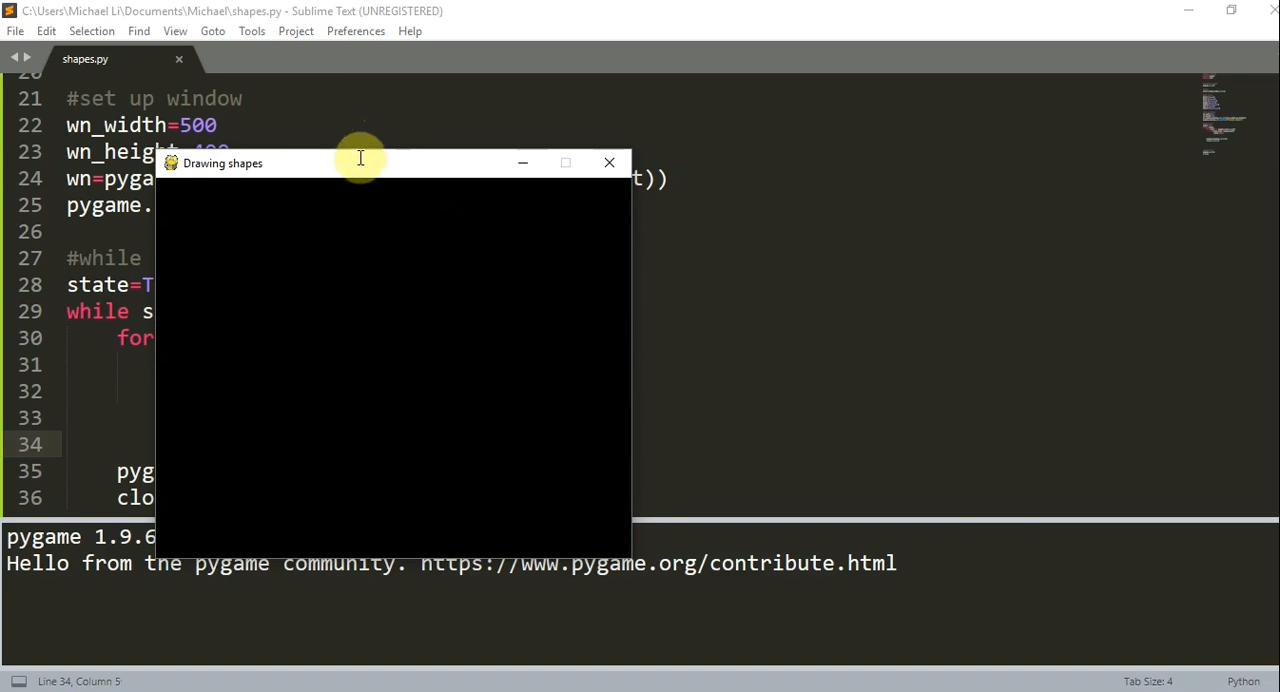 C:\Users\Michael Li\Documents\Michael\shapes.py - Sublime Text (UNREGISTERED)
File Edit Selection Find View Goto Tools Project Preferences Help
shapes.py
20
21 #set up window
22 wn_width=500
23 wn_heigh 400
24 wn=pyga t))
25 pygame.
26
27 #while
28 state=T
29 while s
30 for
31
32
33
34
35 pyg
36 clo
Drawing shapes
pygame 1.9.6
Hello from the pygame community. https://www.pygame.org/contribute.html
Line 34, Column 5
Tab Size: 4
Python